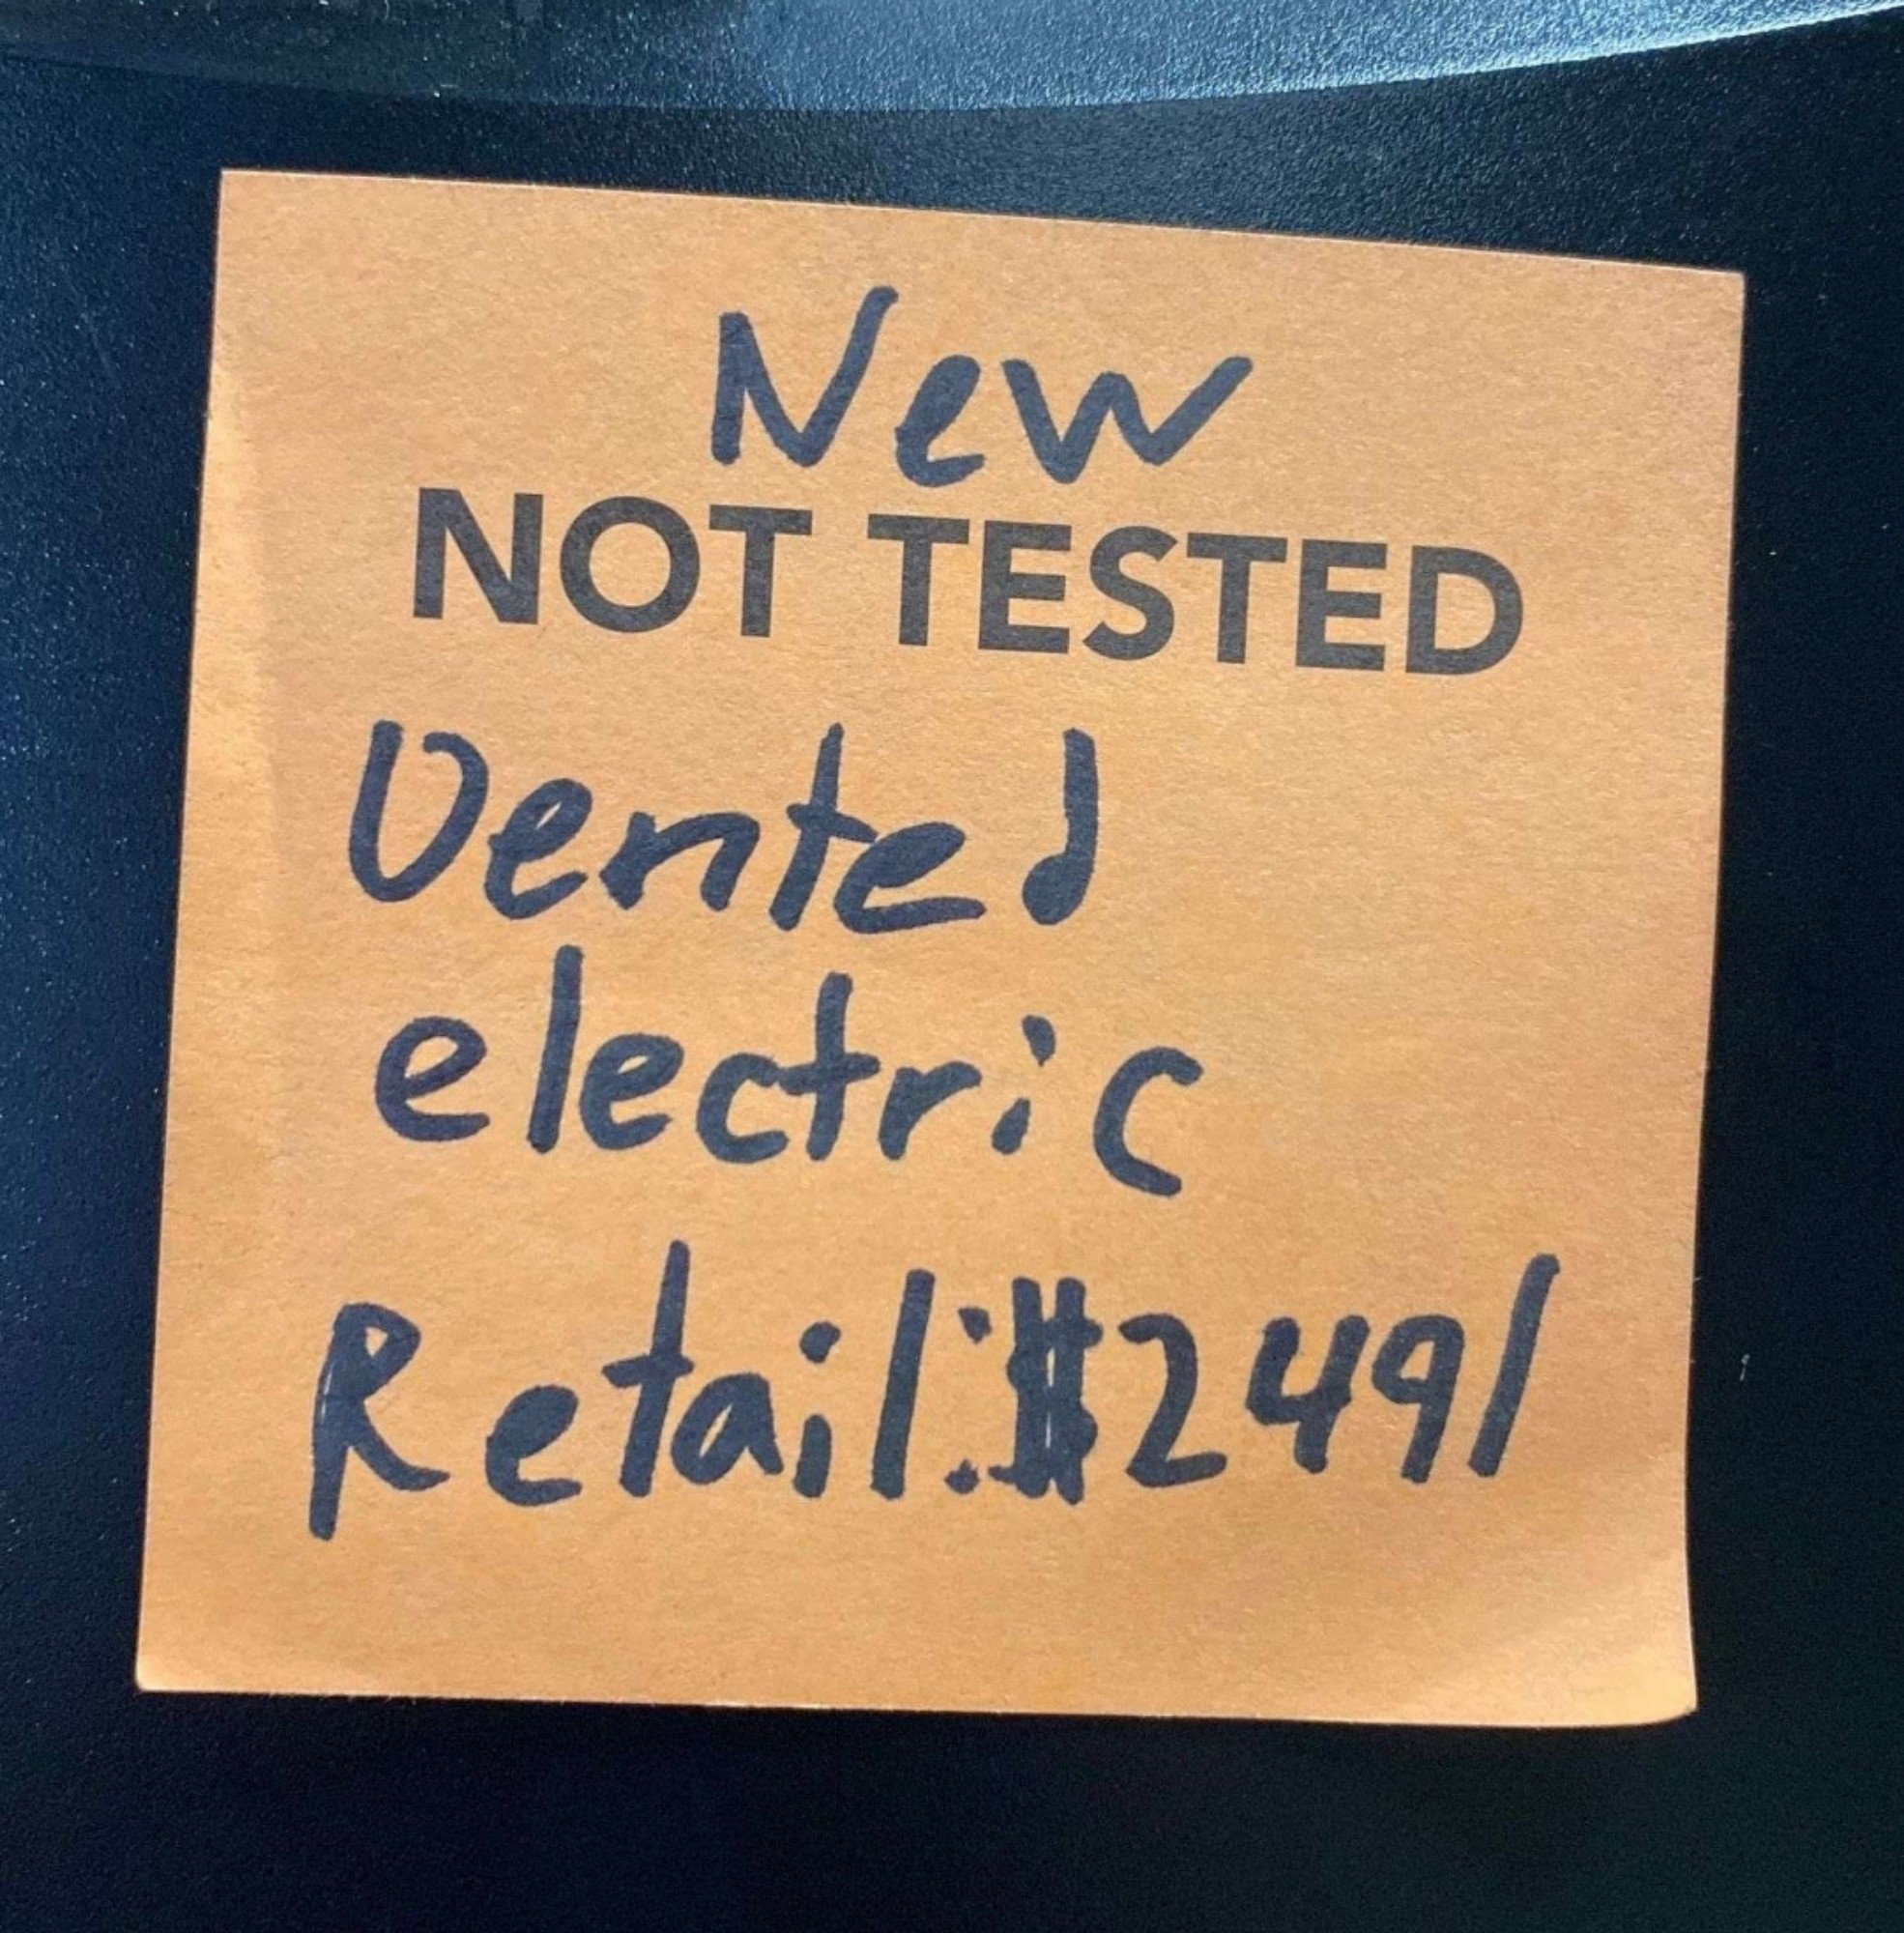 New
NOT TESTED
Vented
electric
Retail:$2491